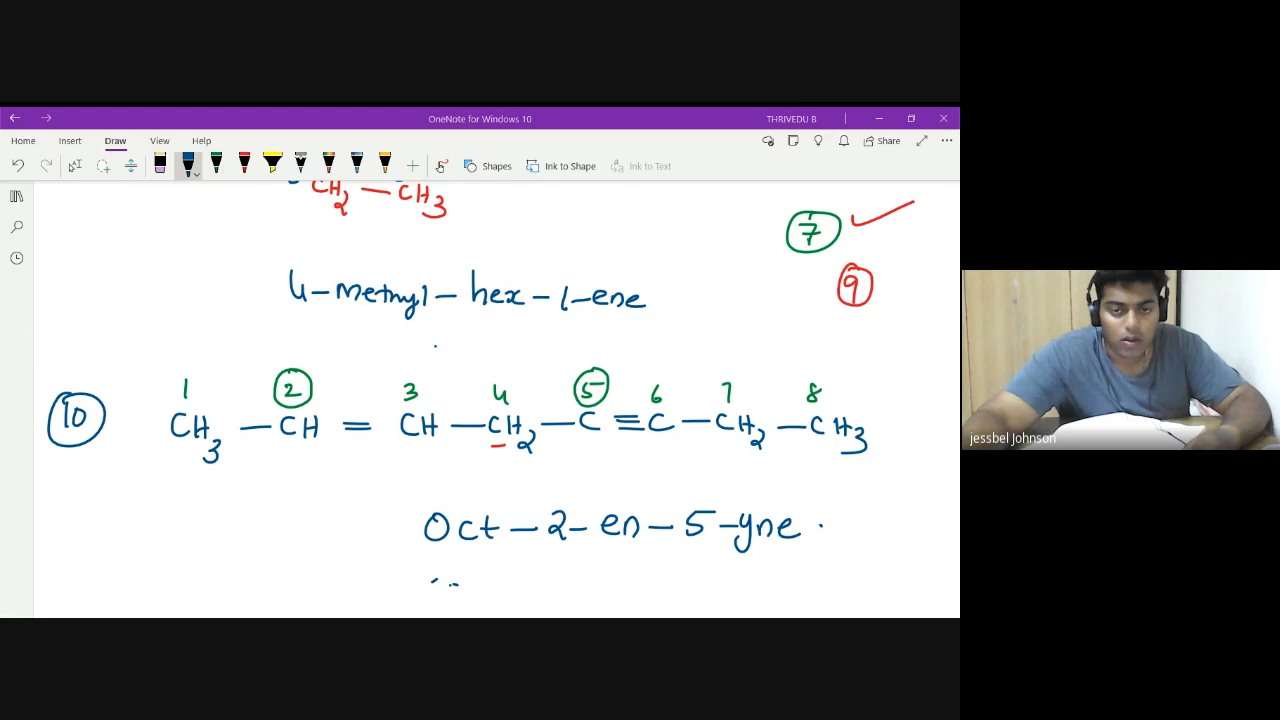 OneNote for Windows 10
THRIVEDU B
Home Insert Draw View Help
Share
Shapes Ink to Shape Ink to Text
CH2 — CH3
7
9
4-methyl-hex-1-ene
1 2 3 4 5 6 7 8
10 CH3 — CH = CH — CH2 — C ≡ C — CH2 — CH3
Oct-2-en-5-yne
jessbel Johnson